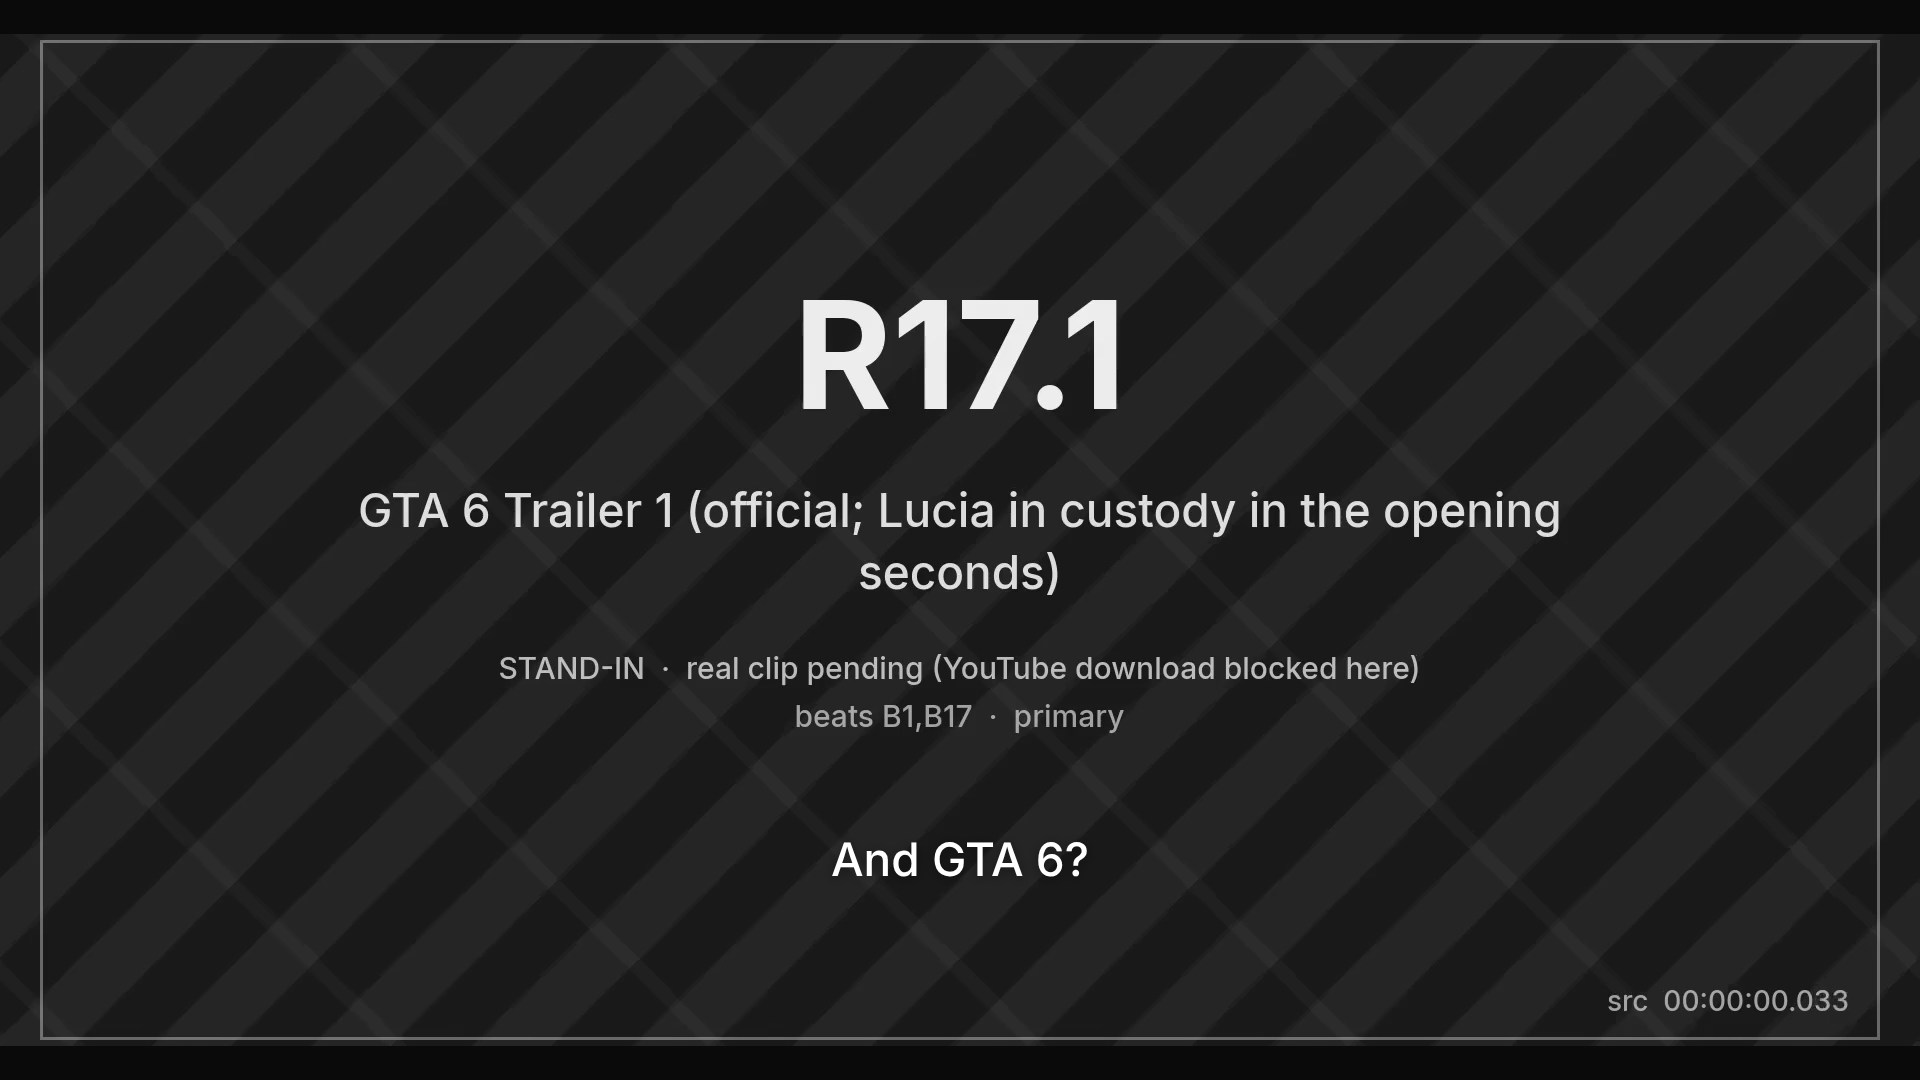 R17.1
GTA 6 Trailer 1 (official; Lucia in custody in the opening
seconds)
STAND-IN · real clip pending (YouTube download blocked here)
beats B1,B17 · primary
And GTA 6?
src 00:00:00.033